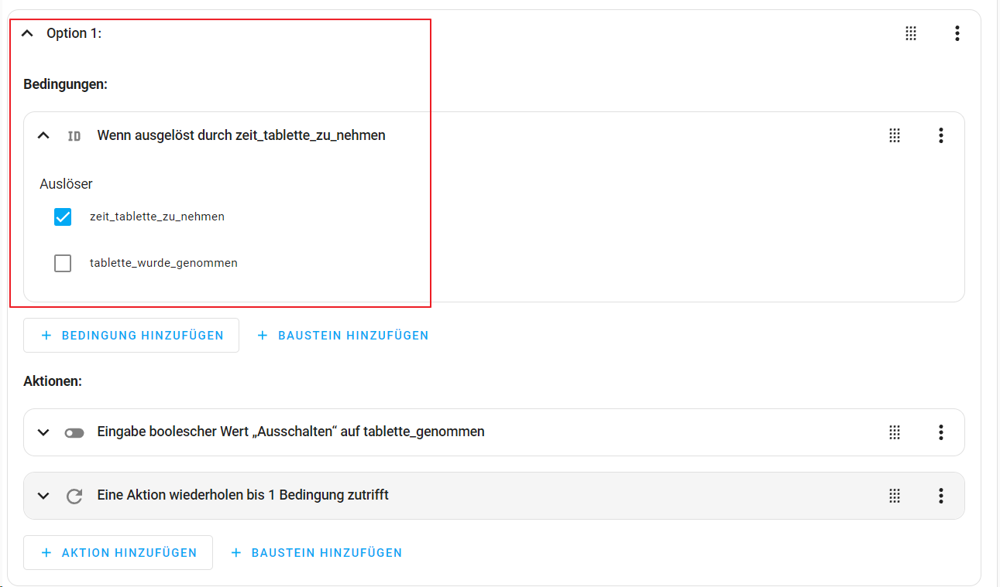 Option 1:
Bedingungen:
ID Wenn ausgelöst durch zeit_tablette_zu_nehmen
Auslöser
zeit_tablette_zu_nehmen
tablette_wurde_genommen
+ BEDINGUNG HINZUFÜGEN + BAUSTEIN HINZUFÜGEN
Aktionen:
Eingabe boolescher Wert „Ausschalten“ auf tablette_genommen
Eine Aktion wiederholen bis 1 Bedingung zutrifft
+ AKTION HINZUFÜGEN + BAUSTEIN HINZUFÜGEN